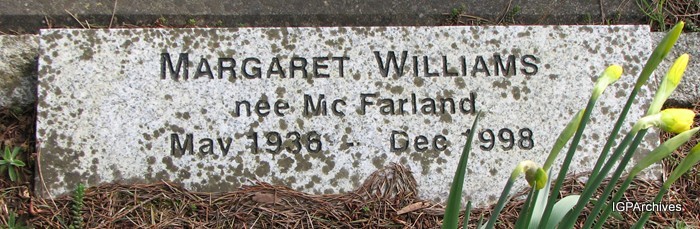 MARGARET WILLIAMS
nee Mc Farland
May 1936 - Dec 1998
IGPArchives